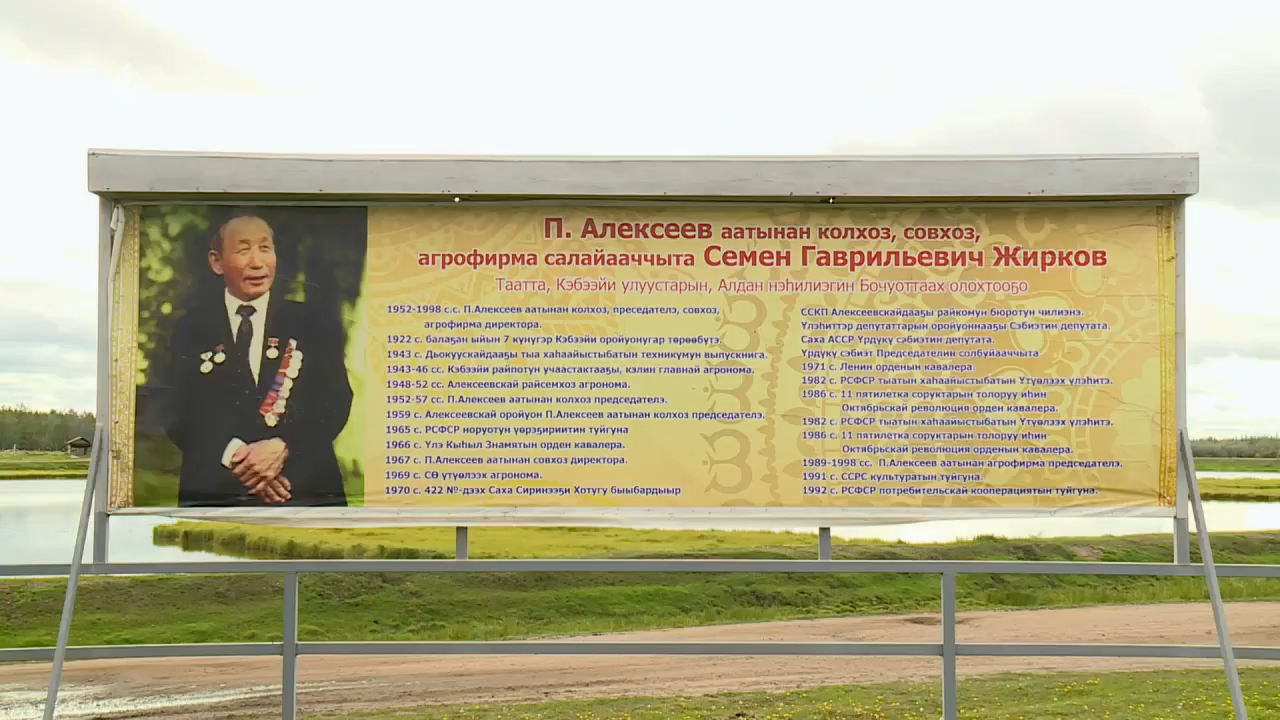 П. Алексеев аатынан колхоз, совхоз,
агрофирма салайааччыта Семен Гаврильевич Жирков
Таатта, Кэбээйи улуустарын, Алдан нэһилиэгин Бочуоттаах олохтооҕо
1952-1998 с.с. П.Алексеев аатынан колхоз, преседателэ, совхоз,
агрофирма директора.
1922 с. балаҕан ыйын 7 күнүгэр Кэбээйи оройуонугар төрөөбүтэ.
1943 с. Дьокуускайдааҕы тыа хаһаайыстыбатын техникумун выпускнига.
1943-46 сс. Кэбээйи райпотун учаастактааҕы, кэлин главнай агронома.
1948-52 сс. Алексеевскай райсемхоз агронома.
1952-57 сс. П.Алексеев аатынан колхоз председателэ.
1959 с. Алексеевскай оройуон П.Алексеев аатынан колхоз председателэ.
1965 с. РСФСР норуотун үөрэҕириитин туйгуна
1966 с. Үлэ Кыһыл Знамятын орден кавалера.
1967 с. П.Алексеев аатынан совхоз директора.
1969 с. СӨ үтүөлээх агронома.
1970 с. 422 №-дээх Саха Сиринээҕи Хотугу быыбардыыр
ССКП Алексеевскайдааҕы райкомун бюротун чилиэнэ.
Үлэһиттэр депутаттарын оройуоннааҕы Сэбиэтин депутата.
Саха АССР Үрдүкү сэбиэтин депутата.
Үрдүкү сэбиэт Председателин солбуйааччыта
1971 с. Ленин орденын кавалера.
1982 с. РСФСР тыатын хаһаайыстыбатын Үтүөлээх үлэһитэ.
1986 с. 11 пятилетка соруктарын толоруу иһин
Октябрьскай революция орден кавалера.
1982 с. РСФСР тыатын хаһаайыстыбатын Үтүөлээх үлэһитэ.
1986 с. 11 пятилетка соруктарын толоруу иһин
Октябрьскай революция орденын кавалера.
1989-1998 сс. П.Алексеев аатынан агрофирма председателэ.
1991 с. ССРС культуратын туйгуна.
1992 с. РСФСР потребительскай кооперациятын туйгуна.